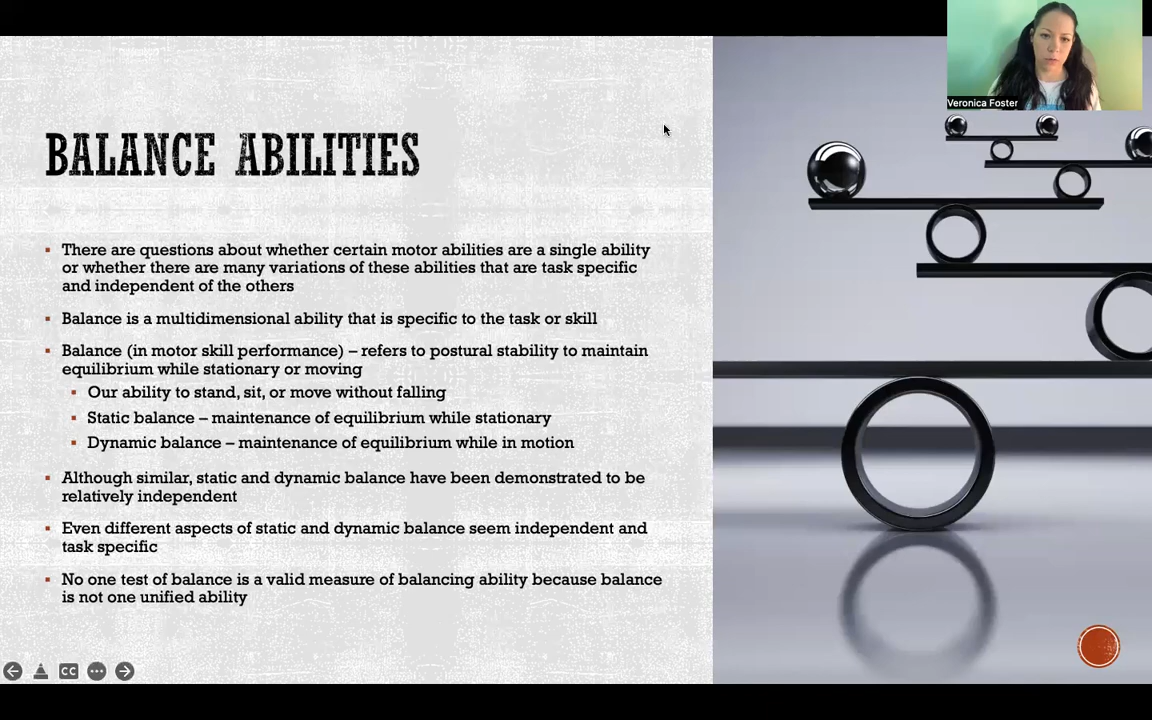 Veronica Foster
BALANCE ABILITIES
▪ There are questions about whether certain motor abilities are a single ability
or whether there are many variations of these abilities that are task specific
and independent of the others
▪ Balance is a multidimensional ability that is specific to the task or skill
▪ Balance (in motor skill performance) – refers to postural stability to maintain
equilibrium while stationary or moving
▪ Our ability to stand, sit, or move without falling
▪ Static balance – maintenance of equilibrium while stationary
▪ Dynamic balance – maintenance of equilibrium while in motion
▪ Although similar, static and dynamic balance have been demonstrated to be
relatively independent
▪ Even different aspects of static and dynamic balance seem independent and
task specific
▪ No one test of balance is a valid measure of balancing ability because balance
is not one unified ability
CC